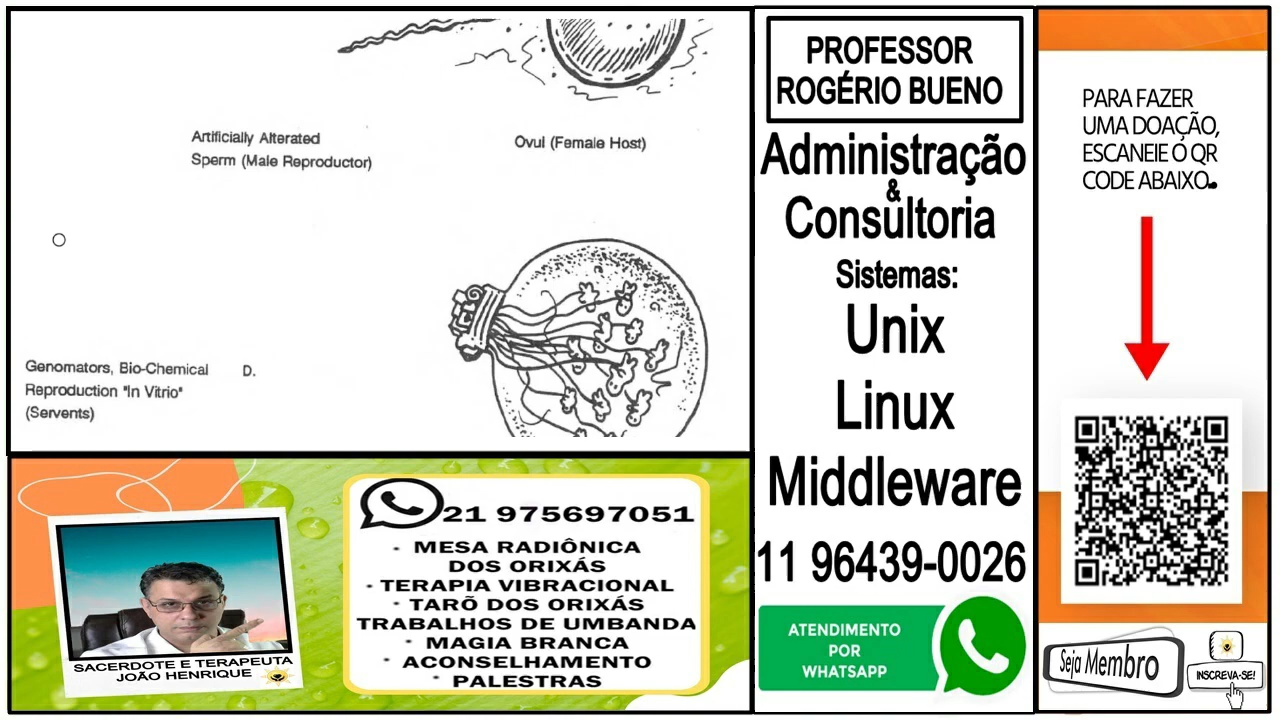 Artificially Alterated
Sperm (Male Reproductor)
Ovul (Female Host)
Genomators, Bio-Chemical D.
Reproduction "In Vitrio"
(Servents)
21 975697051
· MESA RADIÔNICA
DOS ORIXÁS
· TERAPIA VIBRACIONAL
· TARÕ DOS ORIXÁS
TRABALHOS DE UMBANDA
· MAGIA BRANCA
· ACONSELHAMENTO
· PALESTRAS
SACERDOTE E TERAPEUTA
JOÃO HENRIQUE
PROFESSOR
ROGÉRIO BUENO
Administração
&
Consultoria
Sistemas:
Unix
Linux
Middleware
11 96439-0026
ATENDIMENTO
POR
WHATSAPP
PARA FAZER
UMA DOAÇÃO,
ESCANEIE O QR
CODE ABAIXO.
Seja Membro
INSCREVA-SE!